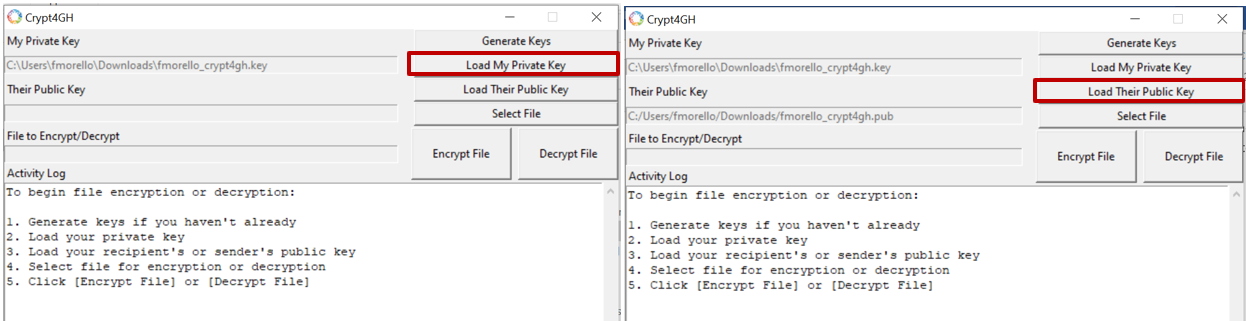 Crypt4GH
My Private Key
Generate Keys
C:\Users\fmorello\Downloads\fmorello_crypt4gh.key
Load My Private Key
Their Public Key
Load Their Public Key
Select File
File to Encrypt/Decrypt
Encrypt File
Decrypt File
Activity Log
To begin file encryption or decryption:
1. Generate keys if you haven't already
2. Load your private key
3. Load your recipient's or sender's public key
4. Select file for encryption or decryption
5. Click [Encrypt File] or [Decrypt File]
Crypt4GH
My Private Key
Generate Keys
C:\Users\fmorello\Downloads\fmorello_crypt4gh.key
Load My Private Key
Their Public Key
Load Their Public Key
C:/Users/fmorello/Downloads/fmorello_crypt4gh.pub
Select File
File to Encrypt/Decrypt
Encrypt File
Decrypt File
Activity Log
To begin file encryption or decryption:
1. Generate keys if you haven't already
2. Load your private key
3. Load your recipient's or sender's public key
4. Select file for encryption or decryption
5. Click [Encrypt File] or [Decrypt File]